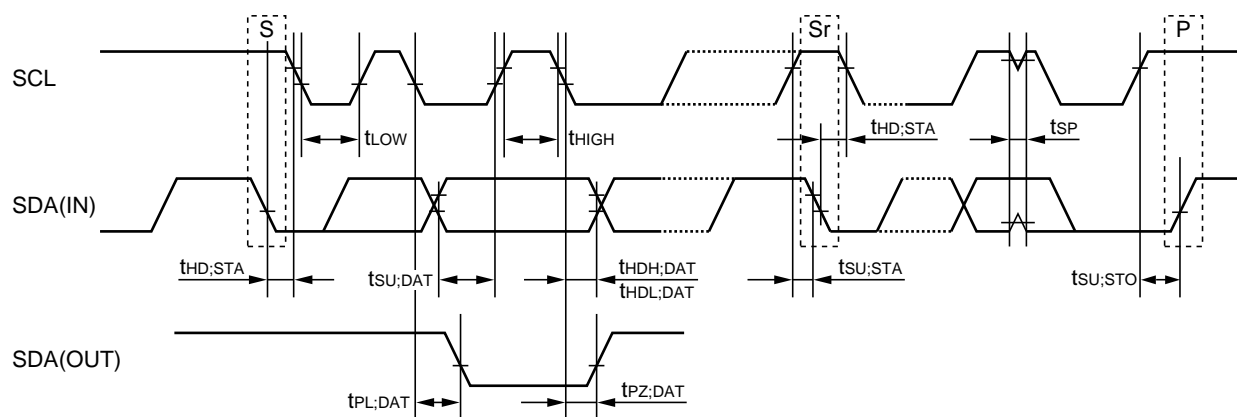 S Sr P
SCL
tLOW tHIGH tHD;STA tSP
SDA(IN)
tHD;STA tSU;DAT tHDH;DAT tSU;STA tSU;STO
tHDL;DAT
SDA(OUT)
tPL;DAT tPZ;DAT